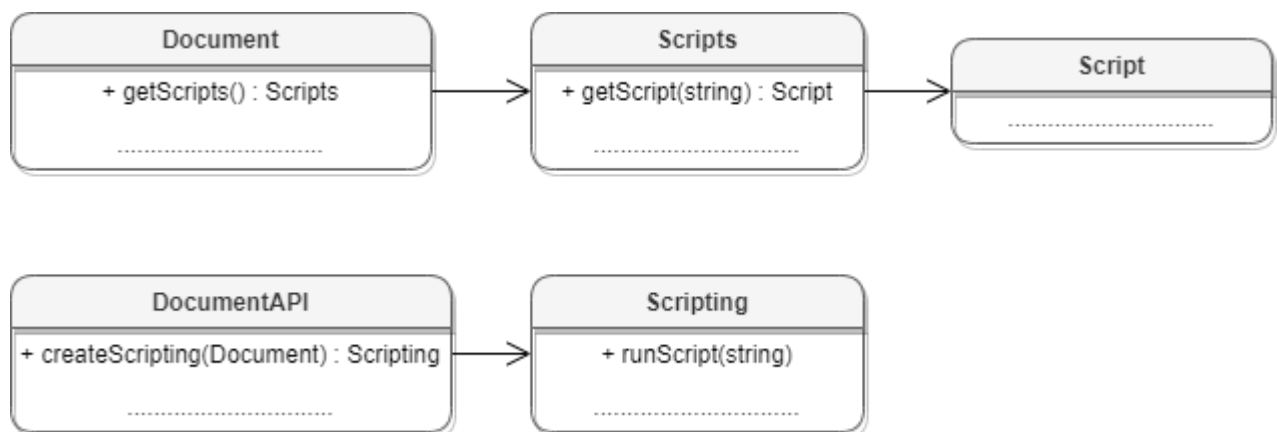 Document
+ getScripts() : Scripts
................................
Scripts
+ getScript(string) : Script
................................
Script
................................
DocumentAPI
+ createScripting(Document) : Scripting
................................
Scripting
+ runScript(string)
................................